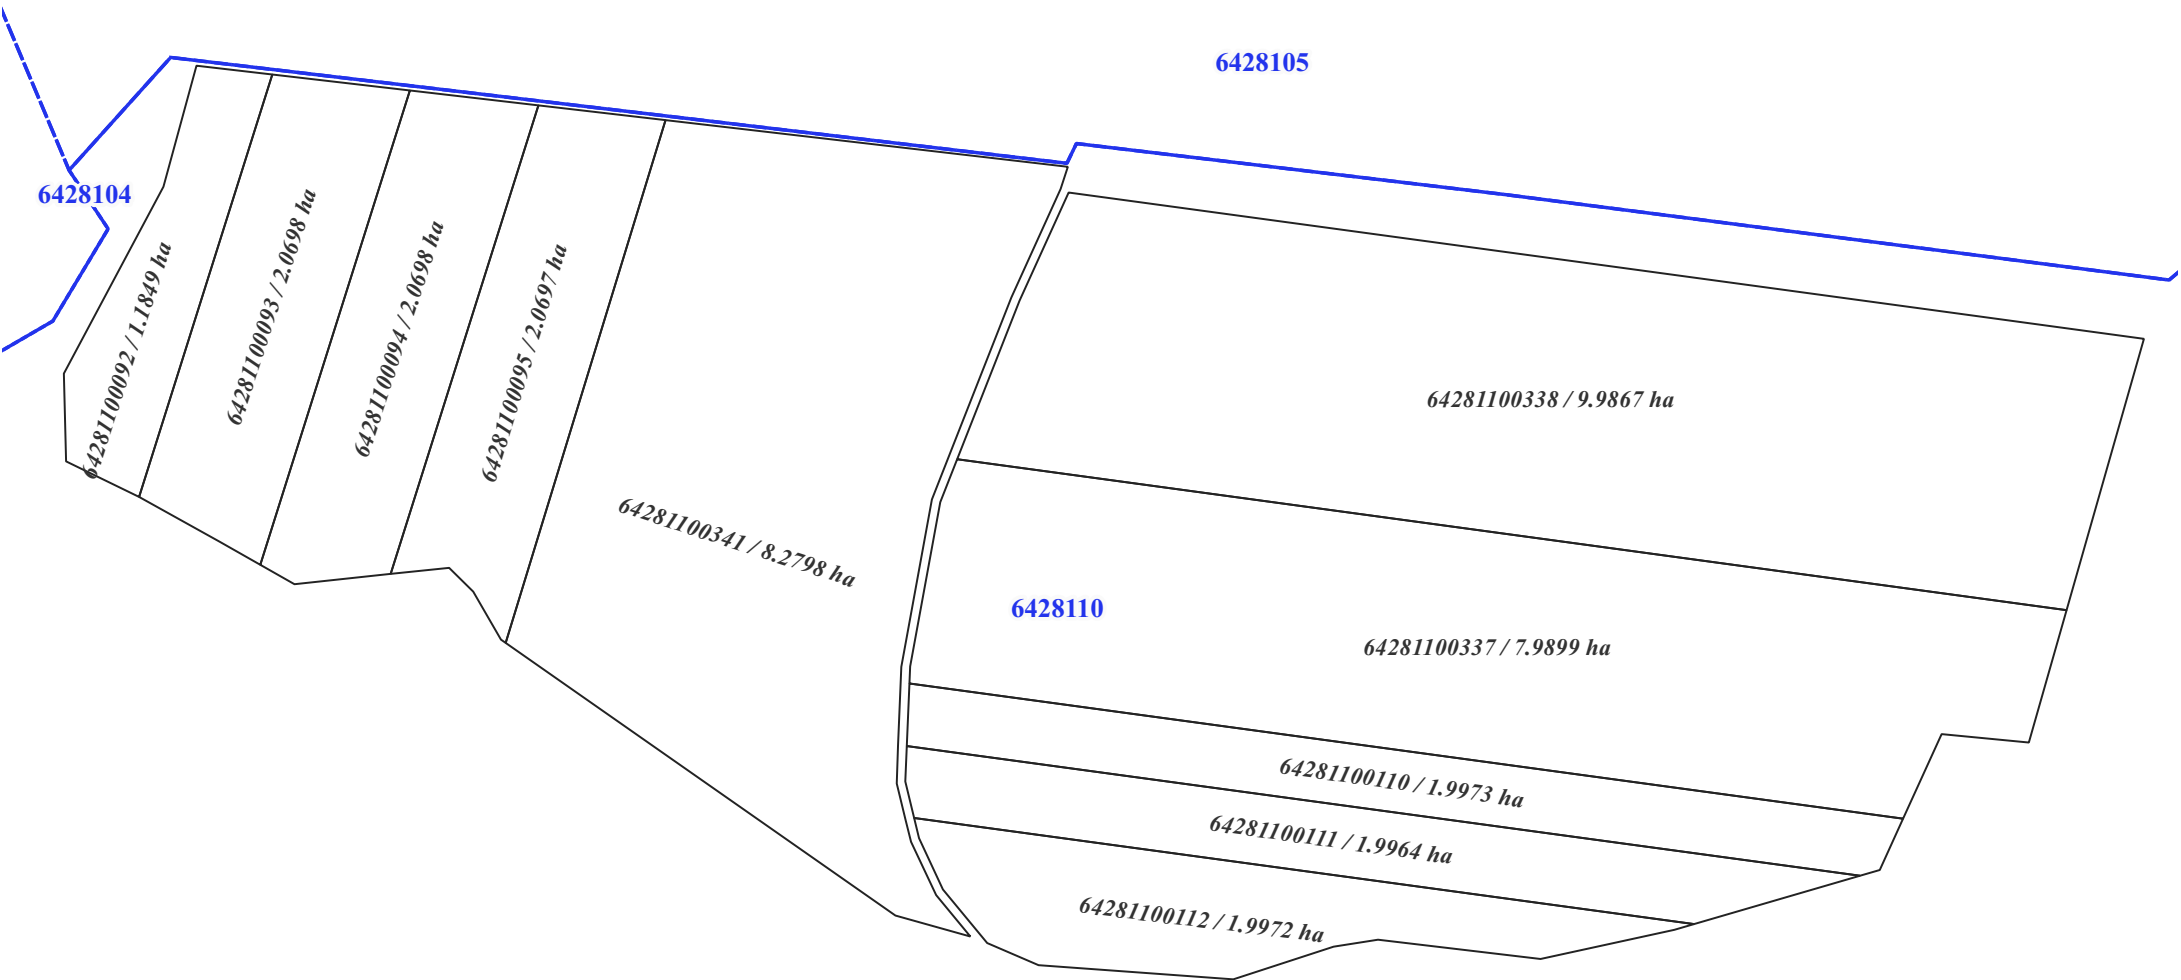 6428105
6428104
64281100092 / 1.1849 ha
64281100093 / 2.0698 ha
64281100094 / 2.0698 ha
64281100095 / 2.0697 ha
64281100341 / 8.2798 ha
64281100338 / 9.9867 ha
6428110
64281100337 / 7.9899 ha
64281100110 / 1.9973 ha
64281100111 / 1.9964 ha
64281100112 / 1.9972 ha